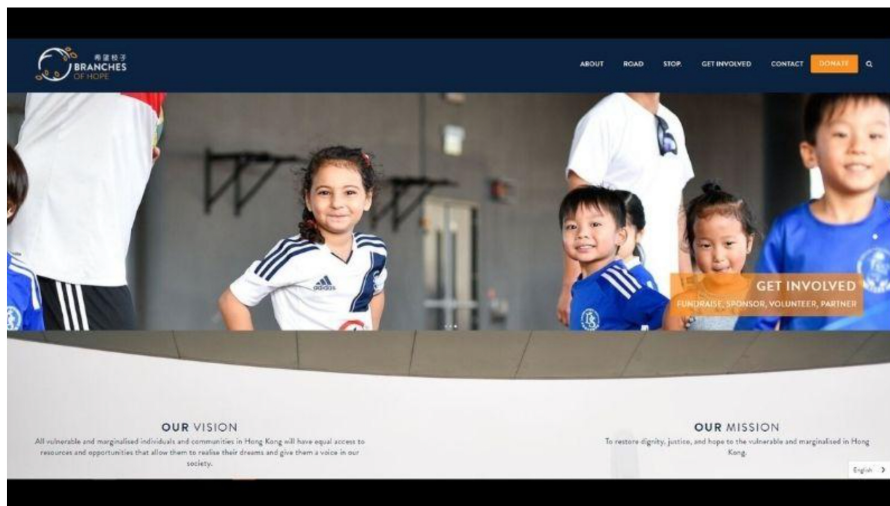 希望枝子
BRANCHES
OF HOPE
ABOUT ROAD STOP. GET INVOLVED CONTACT DONATE
adidas
GET INVOLVED
FUNDRAISE, SPONSOR, VOLUNTEER, PARTNER
OUR VISION
All vulnerable and marginalised individuals and communities in Hong Kong will have equal access to
resources and opportunities that allow them to realise their dreams and give them a voice in our
society.
OUR MISSION
To restore dignity, justice, and hope to the vulnerable and marginalised in Hong
Kong.
English